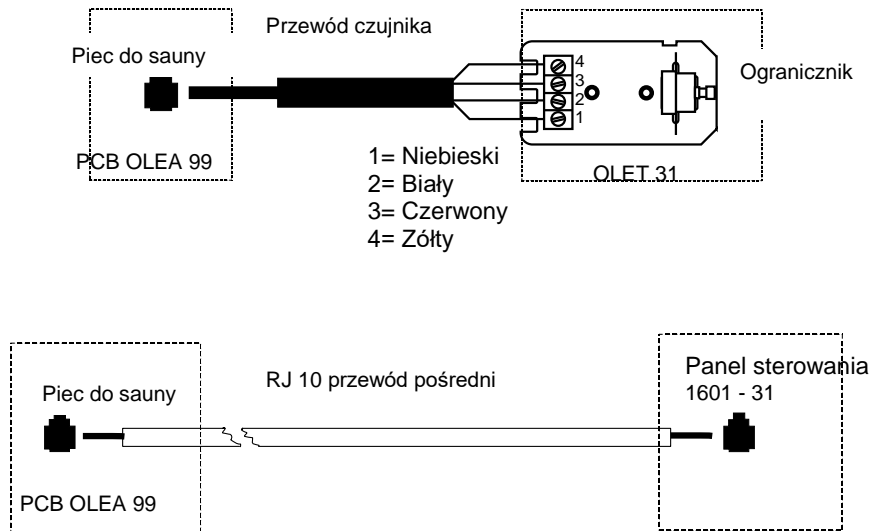 Przewód czujnika
Piec do sauny
Ogranicznik
4
3
2
1
PCB OLEA 99
OLET 31
1= Niebieski
2= Biały
3= Czerwony
4= Zółty
Panel sterowania
1601 - 31
RJ 10 przewód pośredni
Piec do sauny
PCB OLEA 99